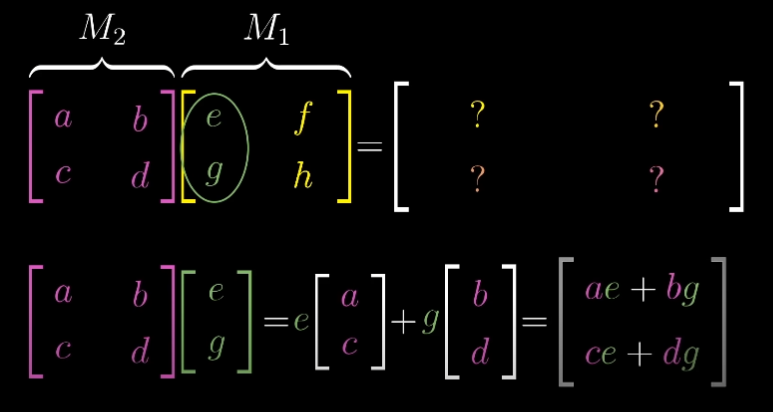 M₂ M₁
[a b; c d] [e f; g h] = [? ?; ? ?]
[a b; c d] [e; g] = e [a; c] + g [b; d] = [ae + bg; ce + dg]